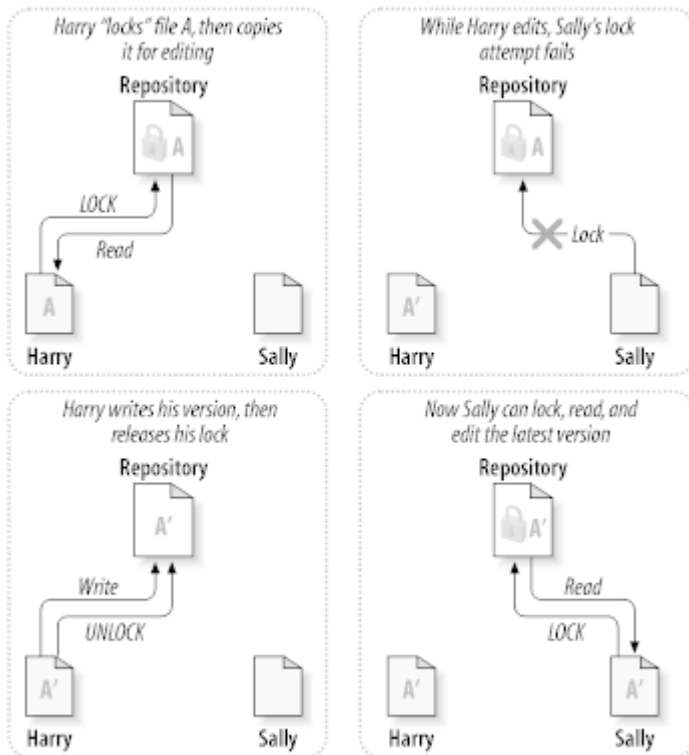 Harry “locks” file A, then copies
it for editing
Repository
A
LOCK
Read
A
Harry
Sally
While Harry edits, Sally’s lock
attempt fails
Repository
A
Lock
A’
Harry
Sally
Harry writes his version, then
releases his lock
Repository
A’
Write
UNLOCK
A’
Harry
Sally
Now Sally can lock, read, and
edit the latest version
Repository
A’
Read
LOCK
A’
A’
Harry
Sally